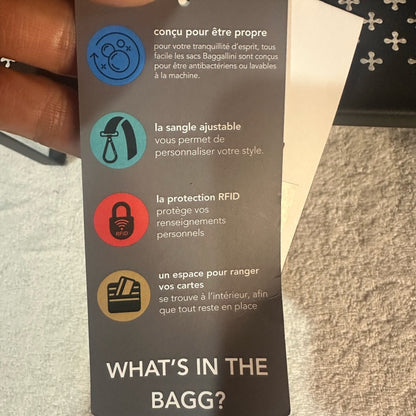 conçu pour être propre
pour votre tranquillité d'esprit, tous
facile les sacs Baggallini sont conçus
pour être antibactériens ou lavables
à la machine.
la sangle ajustable
vous permet de
personnaliser votre style.
la protection RFID
protège vos
renseignements
personnels
RFID
un espace pour ranger
vos cartes
se trouve à l'intérieur, afin
que tout reste en place
WHAT'S IN THE
BAGG?